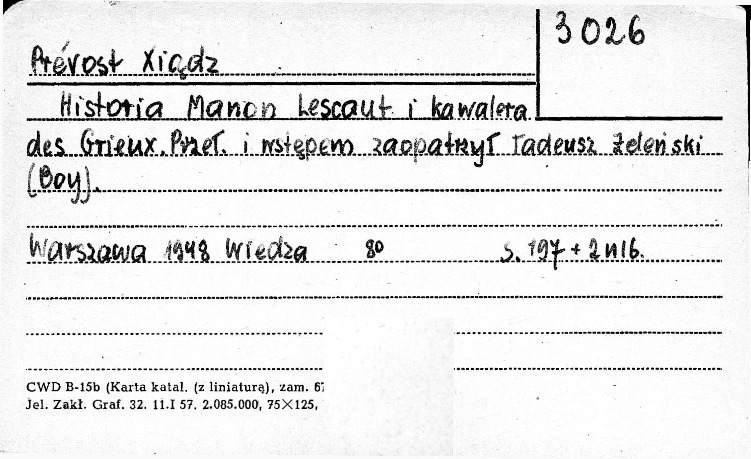 3026
Prévost Xiądz
Historia Manon Lescaut i kawalera
des Grieux. Przeł. i wstępem zaopatrzył Tadeusz Żeleński
(Boy).
Warszawa 1948 Wiedza 8⁰ s. 197 + 2 nlb.
CWD B-15b (Karta katal. (z liniaturą), zam. 67
Jel. Zakł. Graf. 32. 11.I 57. 2.085.000, 75×125,